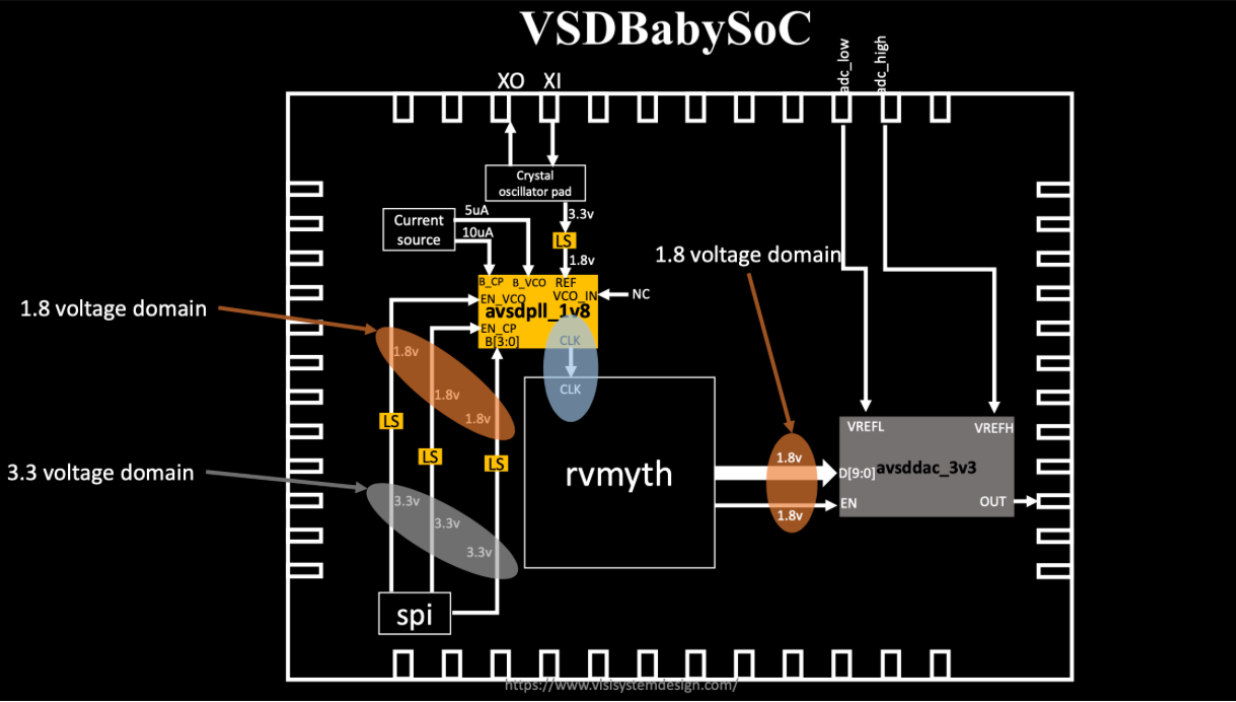 VSDBabySoC
adc_low
adc_high
XO
XI
Crystal
oscillator pad
Current
source
5uA
10uA
3.3v
LS
1.8v
1.8 voltage domain
B_CP
B_VCO
REF
EN_VCO
VCO_IN
NC
avsdpll_1v8
EN_CP
B[3:0]
CLK
CLK
1.8 voltage domain
1.8v
1.8v
1.8v
LS
LS
LS
3.3 voltage domain
3.3v
3.3v
3.3v
spi
rvmyth
1.8v
1.8v
VREFL
VREFH
D[9:0]
avsddac_3v3
EN
OUT
https://www.vlsisystemdesign.com/